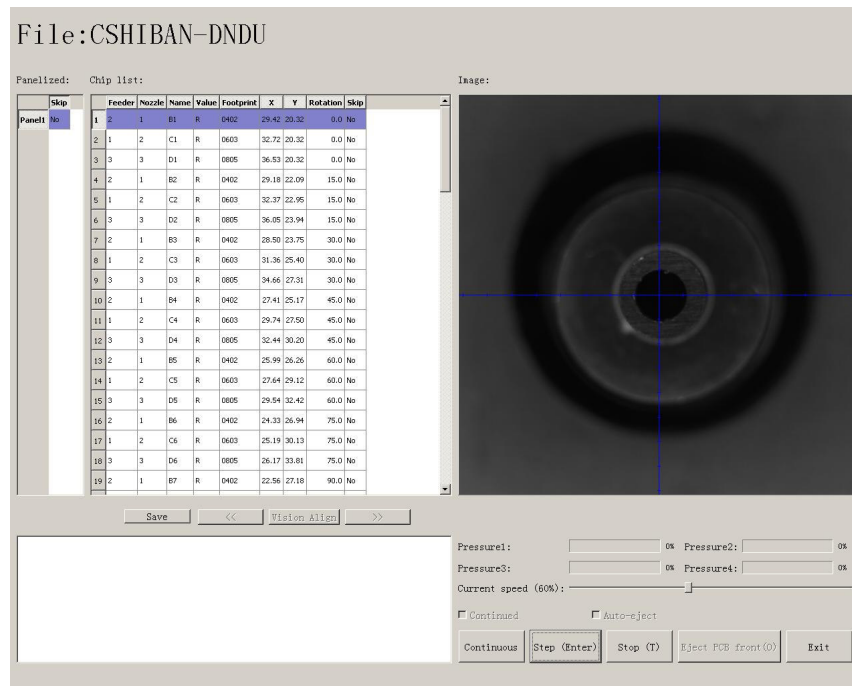 File:CSHIBAN-DNDU
Panelized: Chip list: Image:
Skip
Panel1 No
Feeder Nozzle Name Value Footprint X Y Rotation Skip
1 2 1 B1 R 0402 29.42 20.32 0.0 No
2 1 2 C1 R 0603 32.72 20.32 0.0 No
3 3 3 D1 R 0805 36.53 20.32 0.0 No
4 2 1 B2 R 0402 29.18 22.09 15.0 No
5 1 2 C2 R 0603 32.37 22.95 15.0 No
6 3 3 D2 R 0805 36.05 23.94 15.0 No
7 2 1 B3 R 0402 28.50 23.75 30.0 No
8 1 2 C3 R 0603 31.36 25.40 30.0 No
9 3 3 D3 R 0805 34.66 27.31 30.0 No
10 2 1 B4 R 0402 27.41 25.17 45.0 No
11 1 2 C4 R 0603 29.74 27.50 45.0 No
12 3 3 D4 R 0805 32.44 30.20 45.0 No
13 2 1 B5 R 0402 25.99 26.26 60.0 No
14 1 2 C5 R 0603 27.64 29.12 60.0 No
15 3 3 D5 R 0805 29.54 32.42 60.0 No
16 2 1 B6 R 0402 24.33 26.94 75.0 No
17 1 2 C6 R 0603 25.19 30.13 75.0 No
18 3 3 D6 R 0805 26.17 33.81 75.0 No
19 2 1 B7 R 0402 22.56 27.18 90.0 No
Save << Vision Align >>
Pressure1: 0% Pressure2: 0%
Pressure3: 0% Pressure4: 0%
Current speed (60%):
Continued Auto-eject
Continuous Step (Enter) Stop (T) Eject PCB front(O) Exit